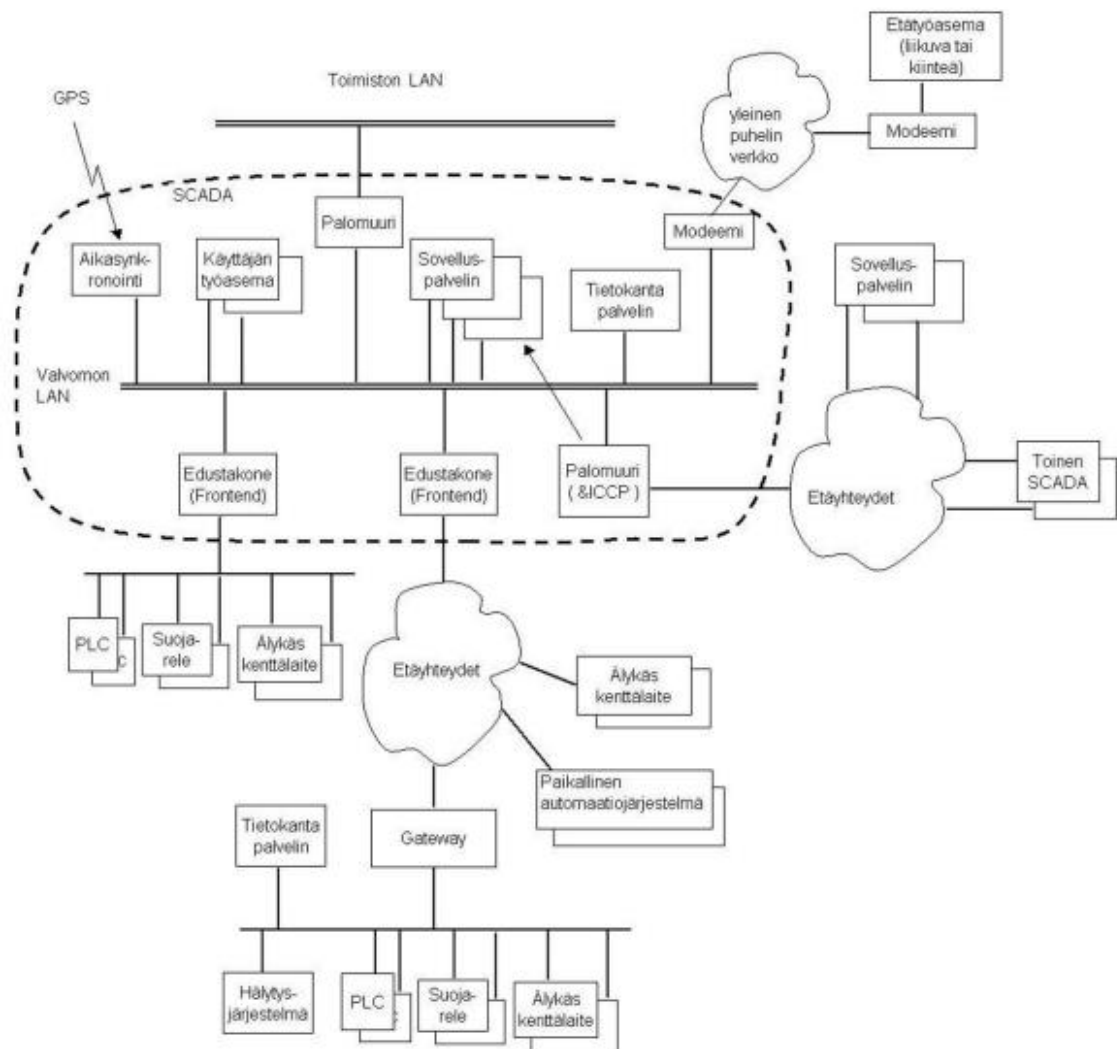 Etätyöasema
(liikuva tai
kiinteä)
Toimiston LAN
GPS
yleinen
puhelin
verkko
Modeemi
SCADA
Palomuuri
Modeemi
Aikasynk-
ronointi
Käyttäjän
työasema
Sovellus-
palvelin
Tietokanta
palvelin
Sovellus-
palvelin
Valvomon
LAN
Edustakone
(Frontend)
Edustakone
(Frontend)
Palomuuri
( &ICCP )
Etäyhteydet
Toinen
SCADA
PLC
C
Suoja-
rele
Älykäs
kenttälaite
Etäyhteydet
Älykäs
kenttälaite
Paikallinen
automaatiojärjestelmä
Tietokanta
palvelin
Gateway
Hälytys-
järjestelmä
PLC
Suoja-
rele
Älykäs
kenttälaite